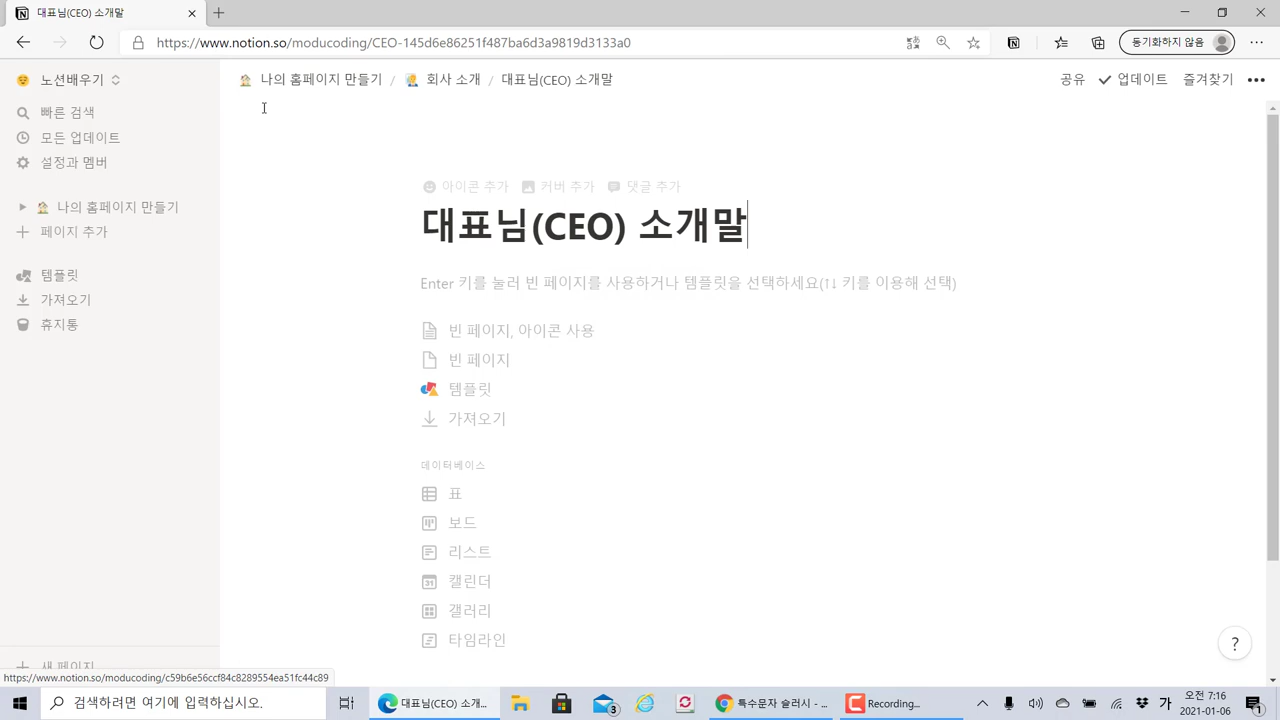 대표님(CEO) 소개말
https://www.notion.so/moducoding/CEO-145d6e86251f487ba6d3a9819d3133a0
동기화하지 않음
노션배우기
나의 홈페이지 만들기 / 회사 소개 / 대표님(CEO) 소개말
공유 업데이트 즐겨찾기
빠른 검색
모든 업데이트
설정과 멤버
나의 홈페이지 만들기
페이지 추가
템플릿
가져오기
휴지통
아이콘 추가 커버 추가 댓글 추가
대표님(CEO) 소개말
Enter 키를 눌러 빈 페이지를 사용하거나 템플릿을 선택하세요(↑↓ 키를 이용해 선택)
빈 페이지, 아이콘 사용
빈 페이지
템플릿
가져오기
데이터베이스
표
보드
리스트
31 캘린더
갤러리
타임라인
?
새 페이지
https://www.notion.so/moducoding/c59b6e56ccf84c8289554ea51fc44c89
검색하려면 여기에 입력하십시오.
대표님(CEO) 소개...
3
특수문자 슬러시 - ...
Recording...
가
오전 7:16
2021-01-06
1